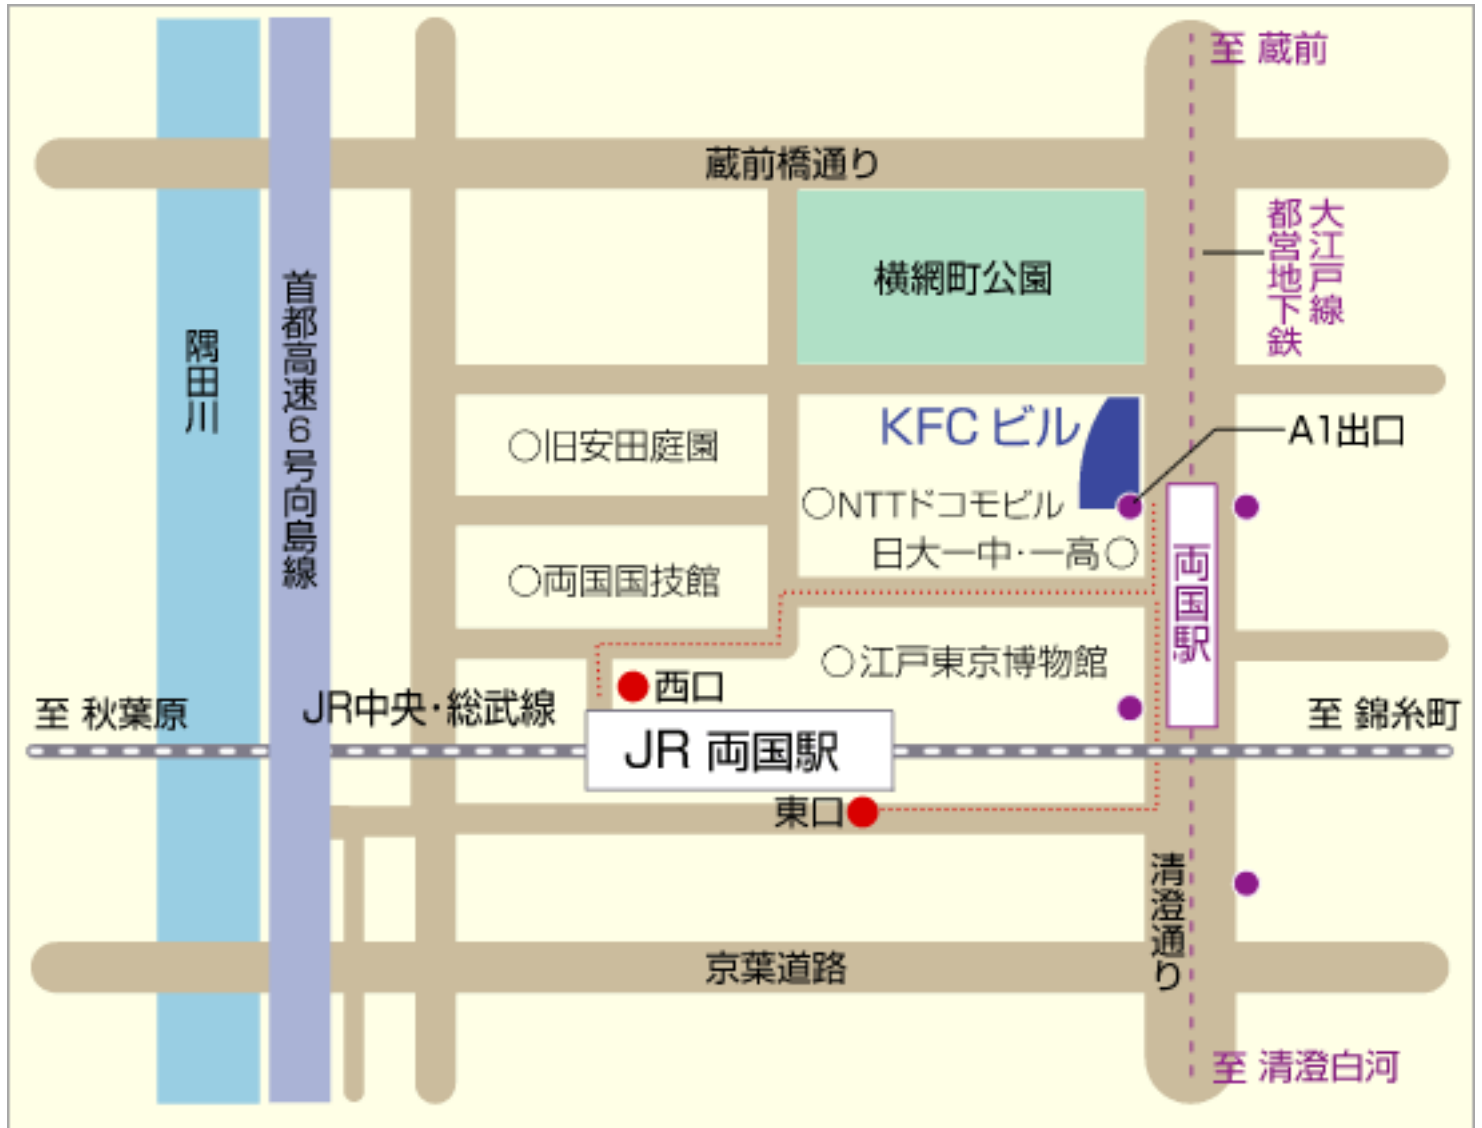 至 蔵前
蔵前橋通り
大江戸線
都営地下鉄
横網町公園
首都高速6号向島線
隅田川
KFC ビル
A1出口
○旧安田庭園
○NTTドコモビル
日大一中・一高○
○両国国技館
両国駅
○江戸東京博物館
西口
至 秋葉原
JR中央・総武線
至 錦糸町
JR 両国駅
東口
清澄通り
京葉道路
至 清澄白河